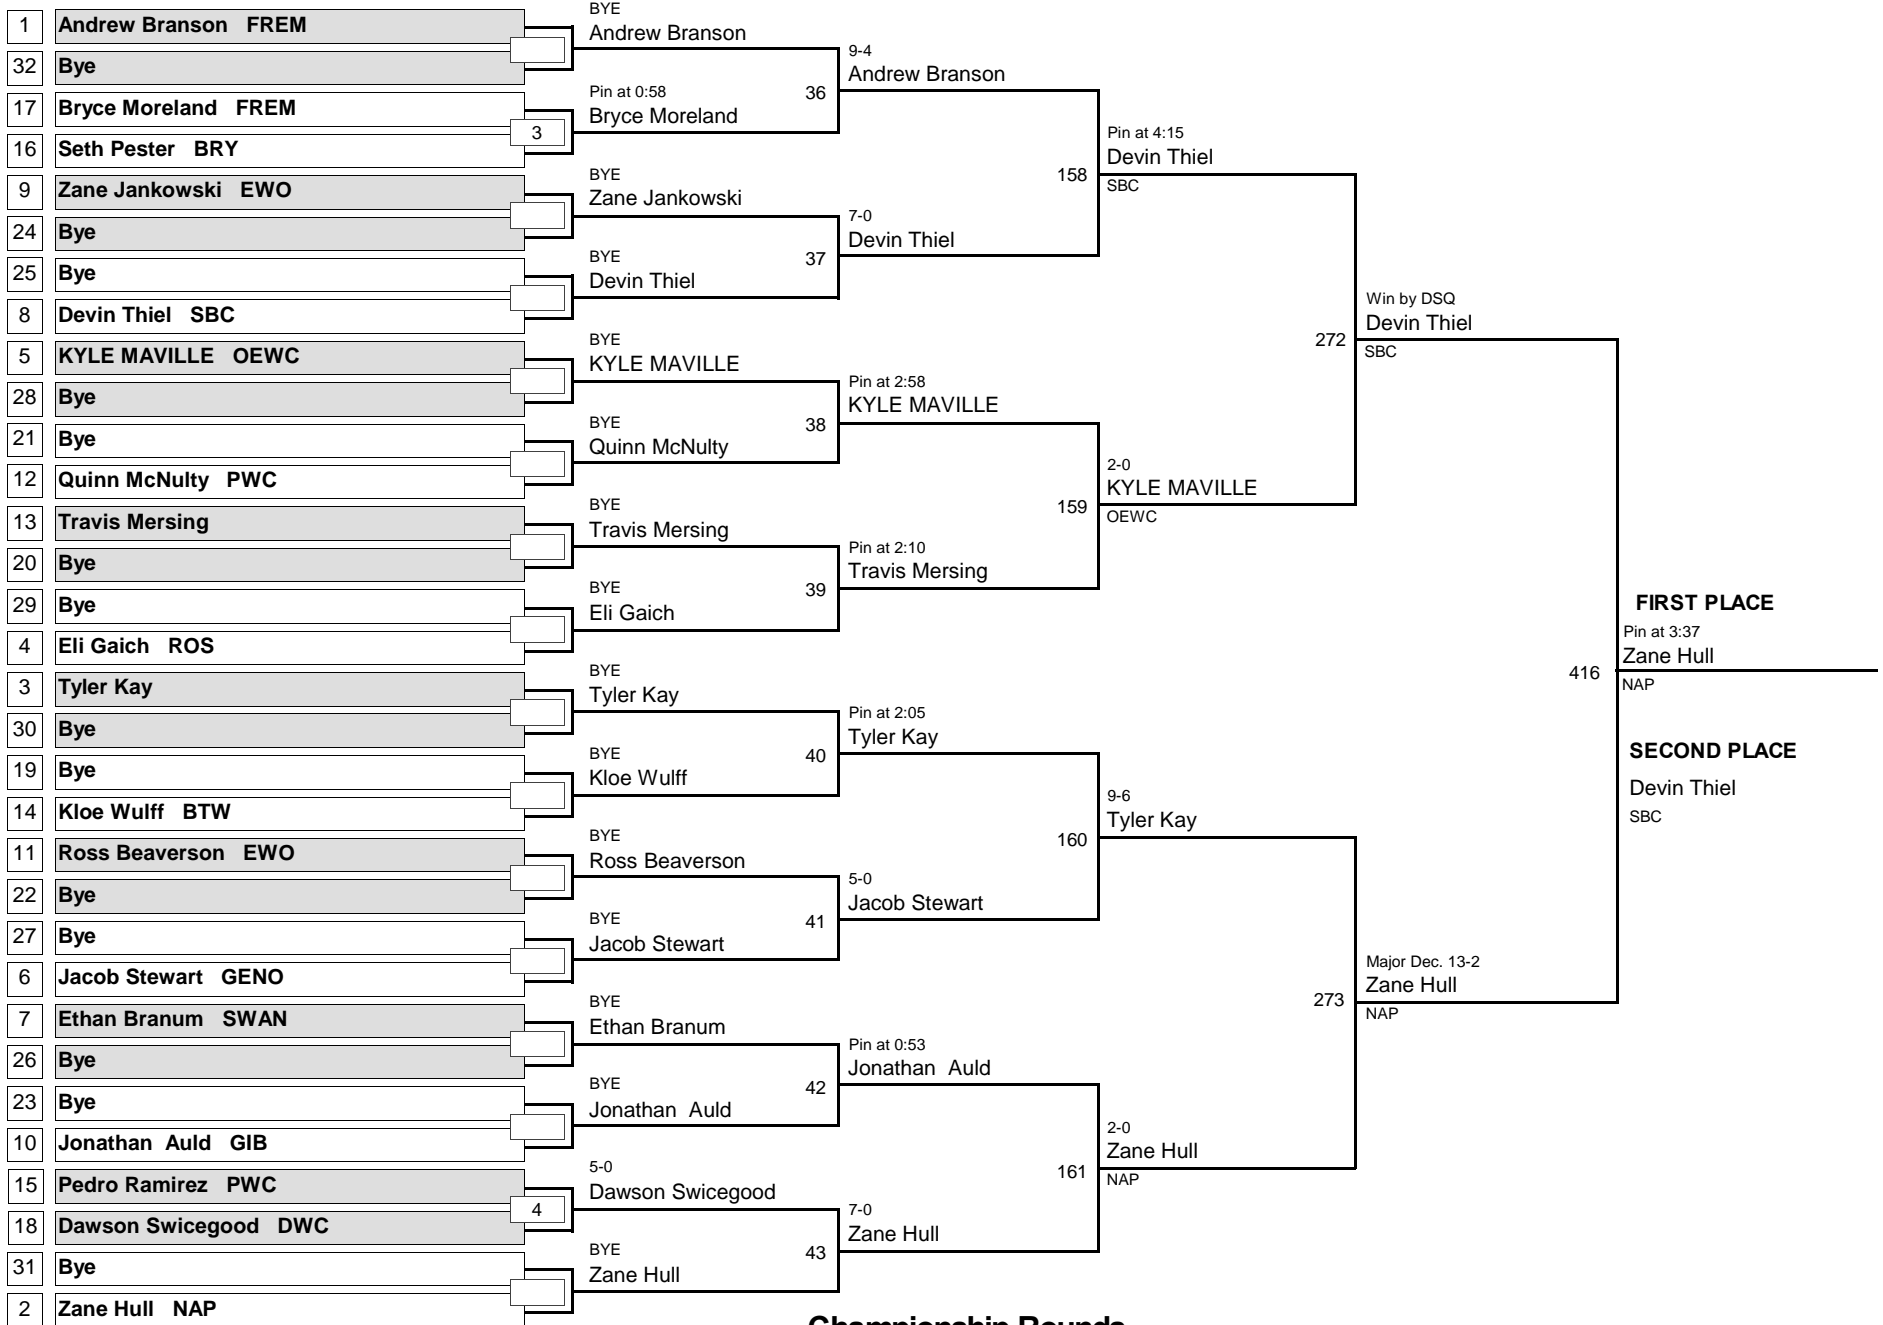 1 Andrew Branson FREM
32 Bye
17 Bryce Moreland FREM
3
16 Seth Pester BRY
9 Zane Jankowski EWO
24 Bye
25 Bye
8 Devin Thiel SBC
5 KYLE MAVILLE OEWC
28 Bye
21 Bye
12 Quinn McNulty PWC
13 Travis Mersing
20 Bye
29 Bye
4 Eli Gaich ROS
3 Tyler Kay
30 Bye
19 Bye
14 Kloe Wulff BTW
11 Ross Beaverson EWO
22 Bye
27 Bye
6 Jacob Stewart GENO
7 Ethan Branum SWAN
26 Bye
23 Bye
10 Jonathan Auld GIB
15 Pedro Ramirez PWC
4
18 Dawson Swicegood DWC
31 Bye
2 Zane Hull NAP
BYE
Andrew Branson
36
Pin at 0:58
Bryce Moreland
BYE
Zane Jankowski
37
BYE
Devin Thiel
BYE
KYLE MAVILLE
38
BYE
Quinn McNulty
BYE
Travis Mersing
39
BYE
Eli Gaich
BYE
Tyler Kay
40
BYE
Kloe Wulff
BYE
Ross Beaverson
41
BYE
Jacob Stewart
BYE
Ethan Branum
42
BYE
Jonathan Auld
5-0
Dawson Swicegood
43
BYE
Zane Hull
9-4
Andrew Branson
158
7-0
Devin Thiel
Pin at 2:58
KYLE MAVILLE
159
Pin at 2:10
Travis Mersing
Pin at 2:05
Tyler Kay
160
5-0
Jacob Stewart
Pin at 0:53
Jonathan Auld
161
7-0
Zane Hull
Pin at 4:15
Devin Thiel
SBC
272
2-0
KYLE MAVILLE
OEWC
9-6
Tyler Kay
273
2-0
Zane Hull
NAP
Win by DSQ
Devin Thiel
SBC
416
Major Dec. 13-2
Zane Hull
NAP
FIRST PLACE
Pin at 3:37
Zane Hull
NAP
SECOND PLACE
Devin Thiel
SBC
Championship Rounds